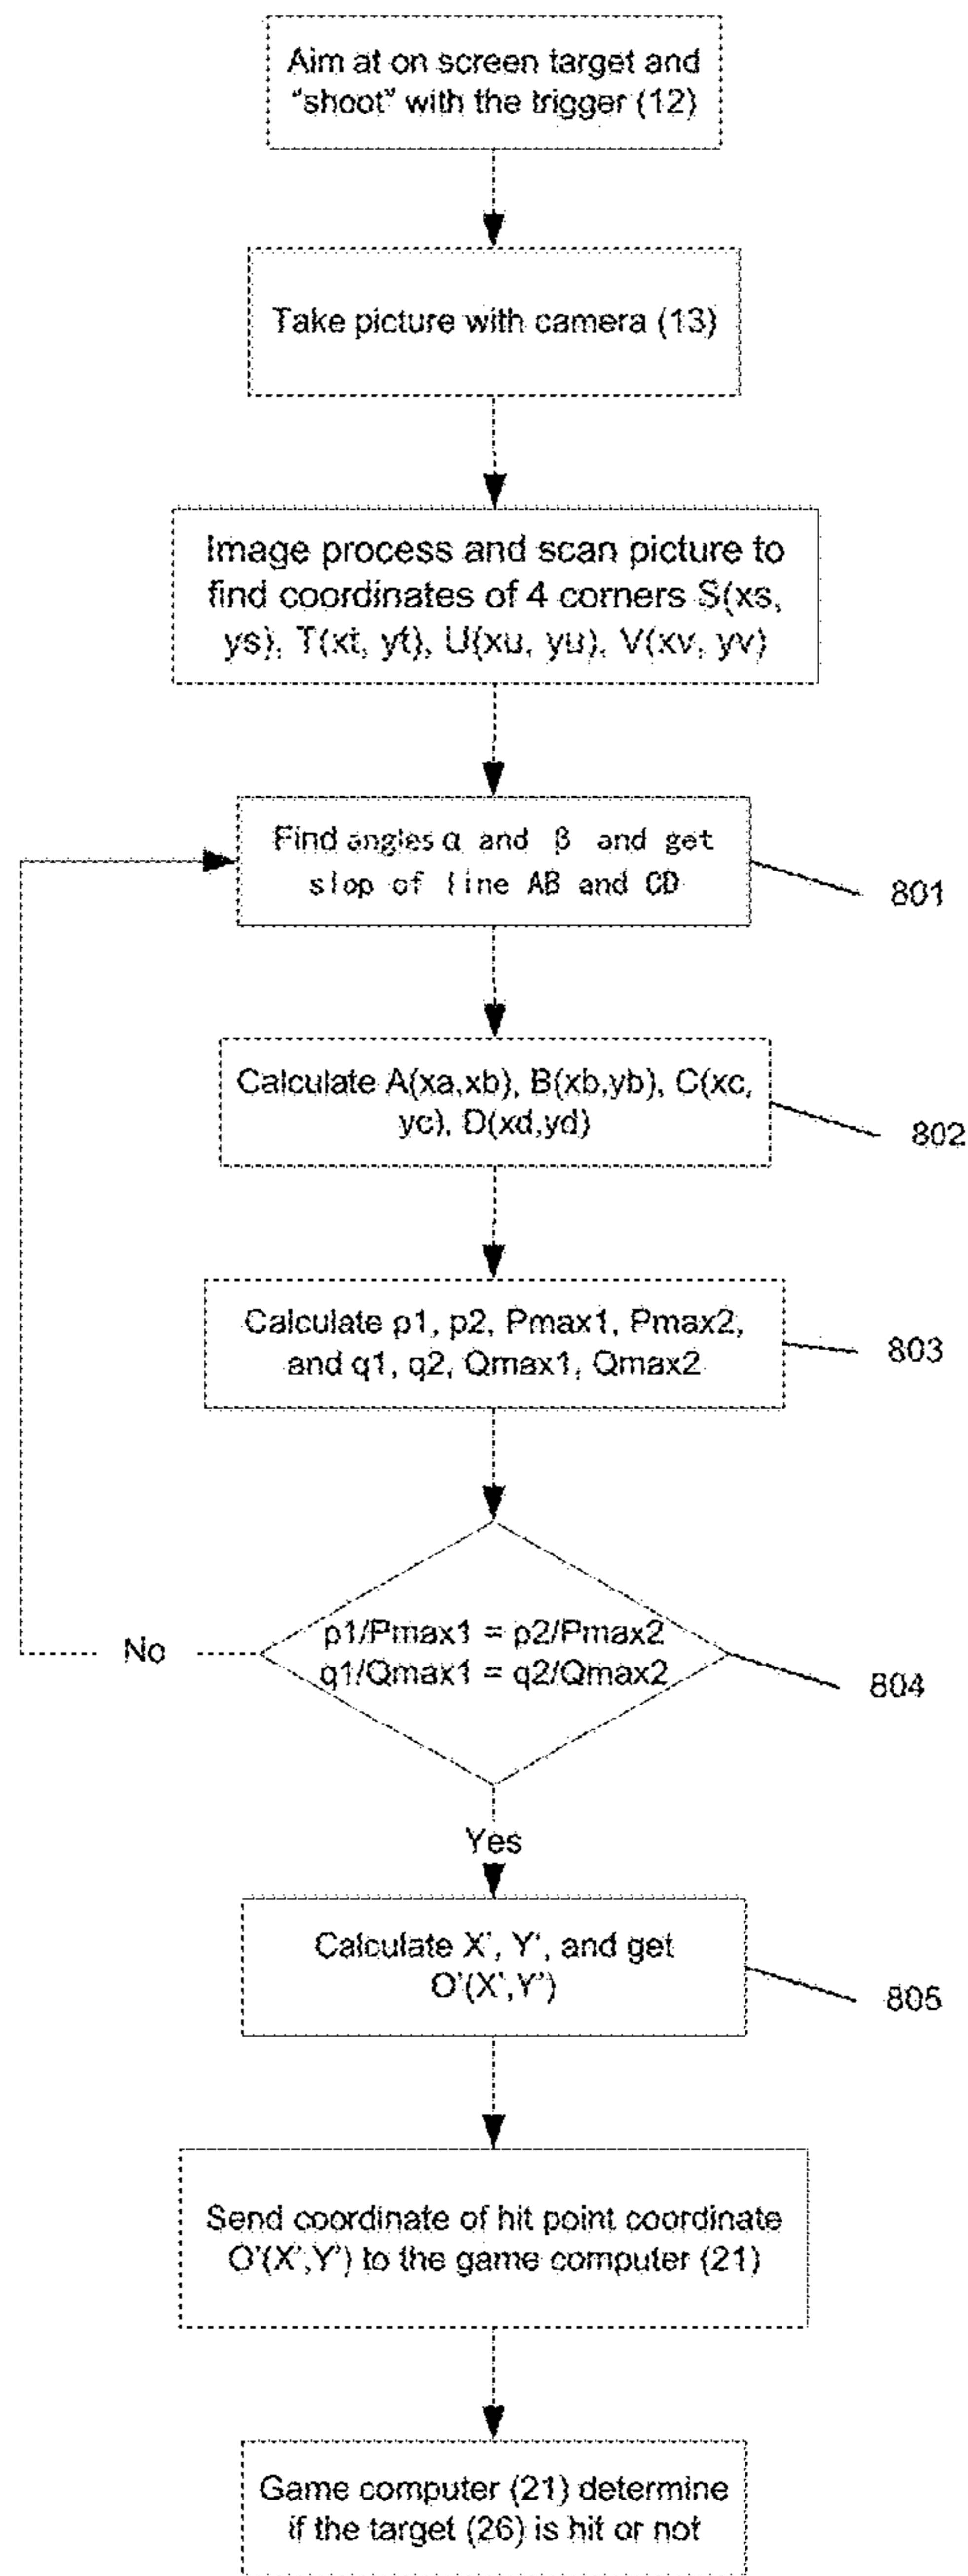 Aim at on screen target and
"shoot" with the trigger (12)
Take picture with camera (13)
Image process and scan picture to
find coordinates of 4 corners S(xs,
ys), T(xt, yt), U(xu, yu), V(xv, yv)
Find angles α and β and get
slop of line AB and CD
801
Calculate A(xa,xb), B(xb,yb), C(xc,
yc), D(xd,yd)
802
Calculate p1, p2, Pmax1, Pmax2,
and q1, q2, Qmax1, Qmax2
803
p1/Pmax1 = p2/Pmax2
q1/Qmax1 = q2/Qmax2
No
804
Yes
Calculate X', Y', and get
O'(X',Y')
805
Send coordinate of hit point coordinate
O'(X',Y') to the game computer (21)
Game computer (21) determine
if the target (26) is hit or not